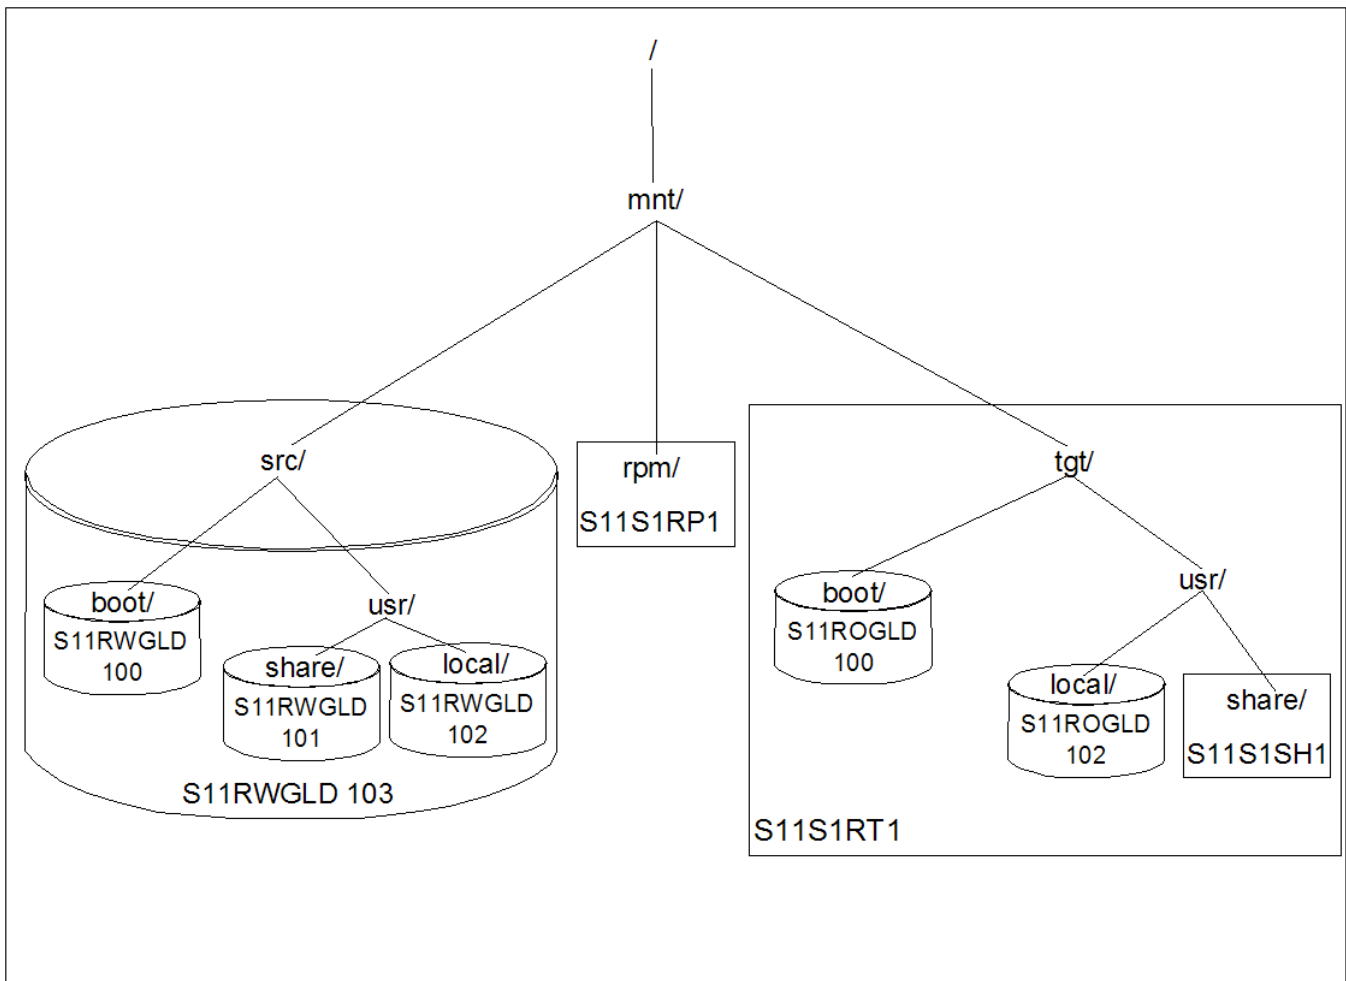 /
mnt/
src/
rpm/
S11S1RP1
tgt/
boot/
S11RWGLD
100
usr/
share/
S11RWGLD
101
local/
S11RWGLD
102
S11RWGLD 103
boot/
S11ROGLD
100
usr/
local/
S11ROGLD
102
share/
S11S1SH1
S11S1RT1